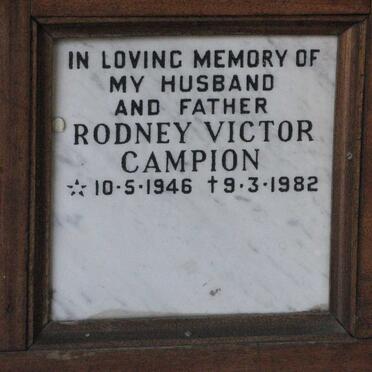 IN LOVING MEMORY OF
MY HUSBAND
AND FATHER
RODNEY VICTOR
CAMPION
☆ 10·5·1946 ✝ 9·3·1982